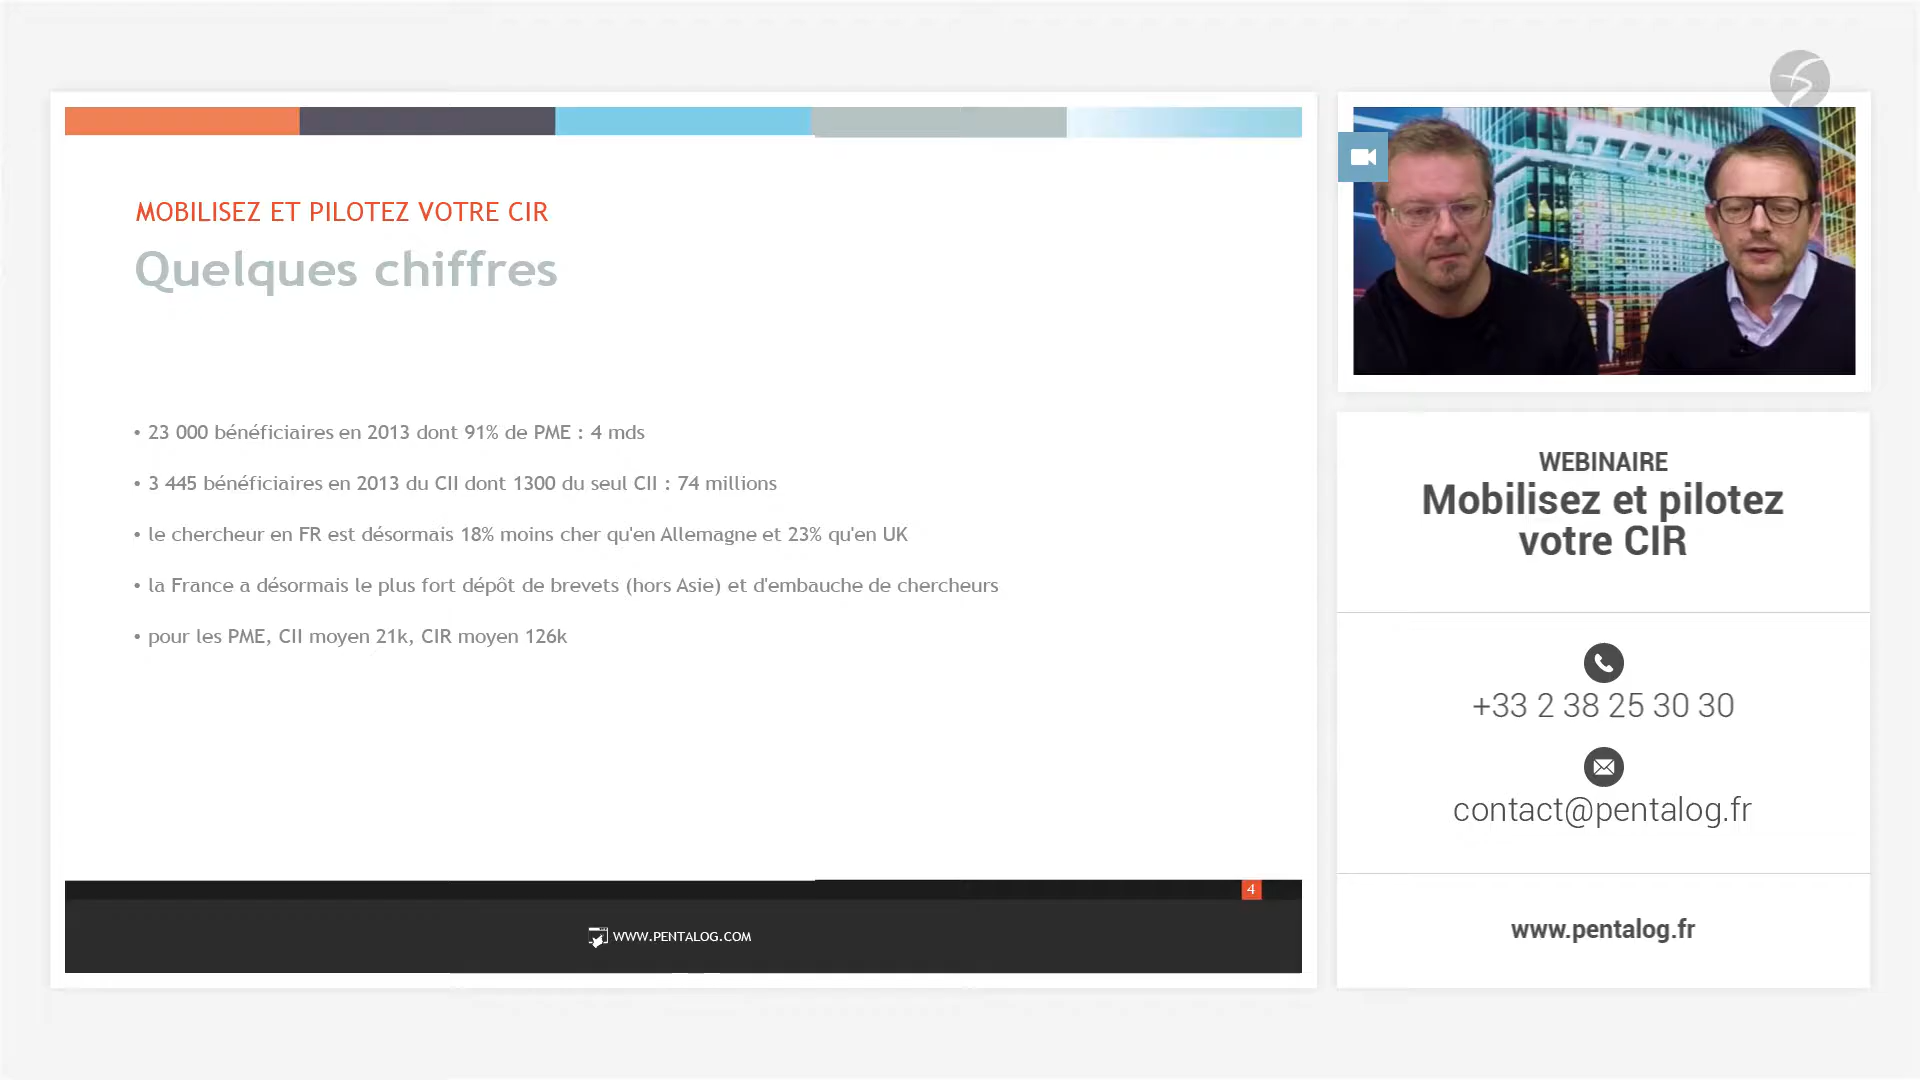 MOBILISEZ ET PILOTEZ VOTRE CIR
Quelques chiffres
• 23 000 bénéficiaires en 2013 dont 91% de PME : 4 mds
• 3 445 bénéficiaires en 2013 du CII dont 1300 du seul CII : 74 millions
• le chercheur en FR est désormais 18% moins cher qu'en Allemagne et 23% qu'en UK
• la France a désormais le plus fort dépôt de brevets (hors Asie) et d'embauche de chercheurs
• pour les PME, CII moyen 21k, CIR moyen 126k
4
WWW.PENTALOG.COM
WEBINAIRE
Mobilisez et pilotez
votre CIR
+33 2 38 25 30 30
contact@pentalog.fr
www.pentalog.fr